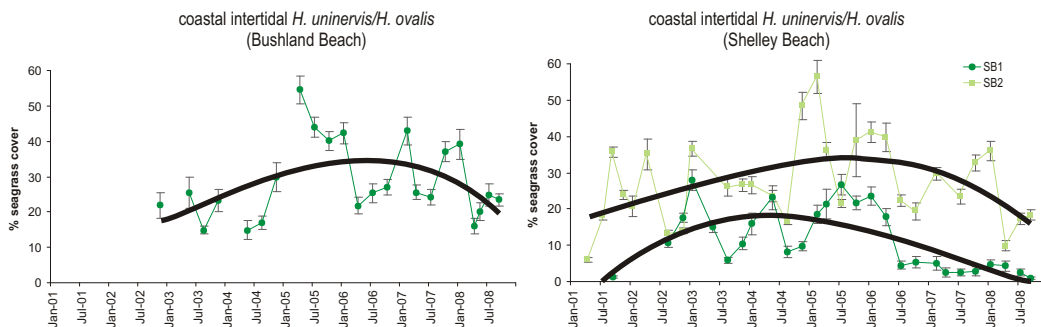 coastal intertidal H. uninervis/H. ovalis
(Bushland Beach)
% seagrass cover
60
50
40
30
20
10
0
Jan-01
Jul-01
Jan-02
Jul-02
Jan-03
Jul-03
Jan-04
Jul-04
Jan-05
Jul-05
Jan-06
Jul-06
Jan-07
Jul-07
Jan-08
Jul-08
coastal intertidal H. uninervis/H. ovalis
(Shelley Beach)
SB1
SB2
% seagrass cover
60
50
40
30
20
10
0
Jan-01
Jul-01
Jan-02
Jul-02
Jan-03
Jul-03
Jan-04
Jul-04
Jan-05
Jul-05
Jan-06
Jul-06
Jan-07
Jul-07
Jan-08
Jul-08